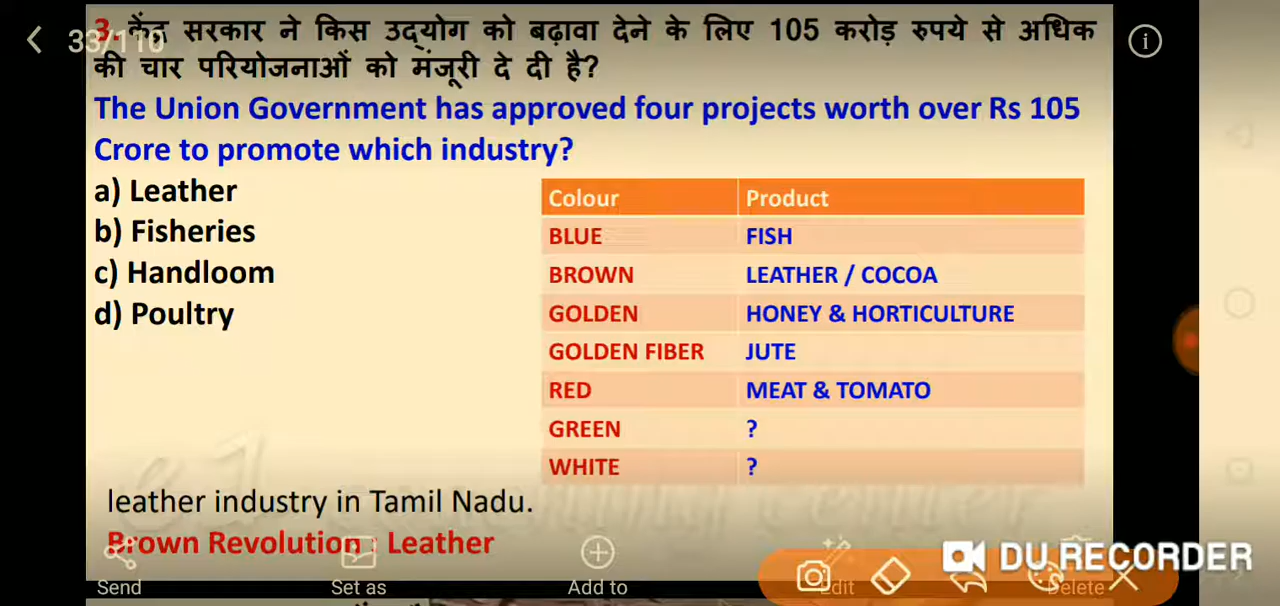 3. केंद्र सरकार ने किस उद्योग को बढ़ावा देने के लिए 105 करोड़ रुपये से अधिक
33/116
की चार परियोजनाओं को मंजूरी दे दी है?
The Union Government has approved four projects worth over Rs 105
Crore to promote which industry?
a) Leather
b) Fisheries
c) Handloom
d) Poultry
Colour Product
BLUE FISH
BROWN LEATHER / COCOA
GOLDEN HONEY & HORTICULTURE
GOLDEN FIBER JUTE
RED MEAT & TOMATO
GREEN ?
WHITE ?
leather industry in Tamil Nadu.
Brown Revolution : Leather
DU RECORDER
Send Set as Add to Edit Delete